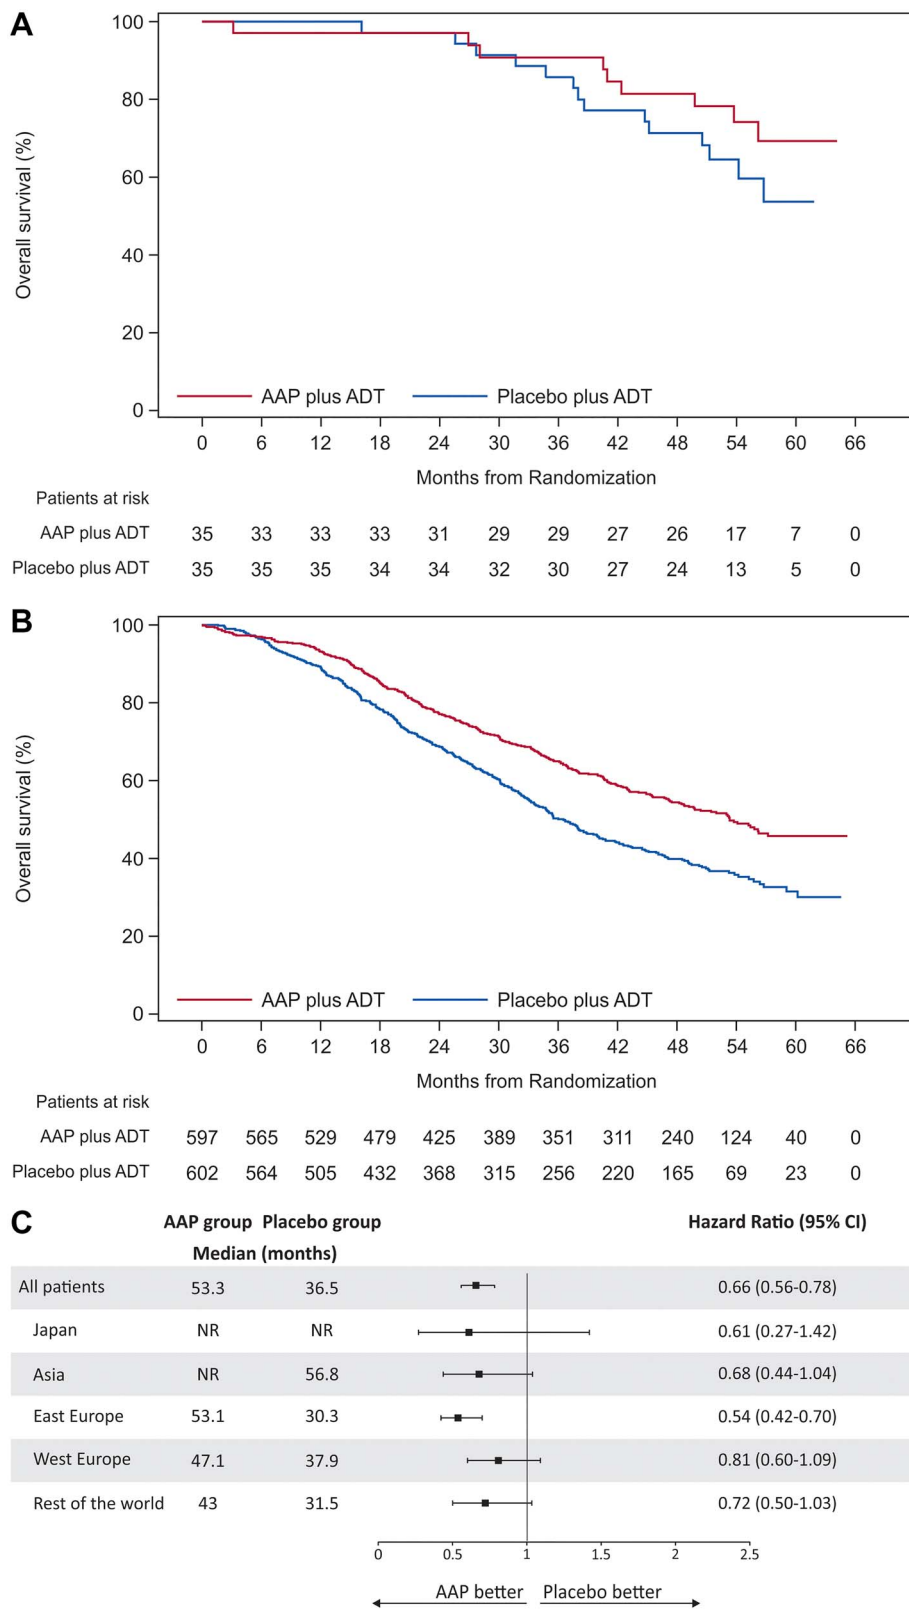 A
Overall survival (%)
100
80
60
40
20
0
AAP plus ADT Placebo plus ADT
0 6 12 18 24 30 36 42 48 54 60 66
Months from Randomization
Patients at risk
AAP plus ADT 35 33 33 33 31 29 29 27 26 17 7 0
Placebo plus ADT 35 35 35 34 34 32 30 27 24 13 5 0
B
Overall survival (%)
100
80
60
40
20
0
AAP plus ADT Placebo plus ADT
0 6 12 18 24 30 36 42 48 54 60 66
Months from Randomization
Patients at risk
AAP plus ADT 597 565 529 479 425 389 351 311 240 124 40 0
Placebo plus ADT 602 564 505 432 368 315 256 220 165 69 23 0
C
AAP group Placebo group Hazard Ratio (95% CI)
Median (months)
All patients 53.3 36.5 0.66 (0.56-0.78)
Japan NR NR 0.61 (0.27-1.42)
Asia NR 56.8 0.68 (0.44-1.04)
East Europe 53.1 30.3 0.54 (0.42-0.70)
West Europe 47.1 37.9 0.81 (0.60-1.09)
Rest of the world 43 31.5 0.72 (0.50-1.03)
0 0.5 1 1.5 2 2.5
AAP better Placebo better